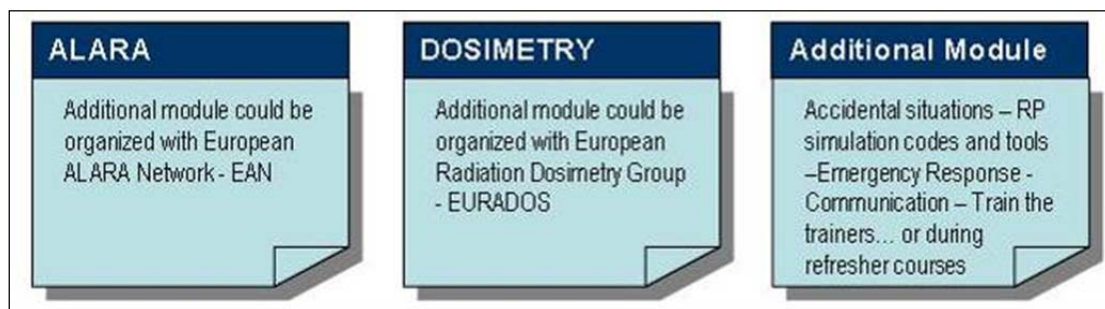 ALARA
Additional module could be
organized with European
ALARA Network - EAN
DOSIMETRY
Additional module could be
organized with European
Radiation Dosimetry Group
- EURADOS
Additional Module
Accidental situations – RP
simulation codes and tools
–Emergency Response -
Communication – Train the
trainers... or during
refresher courses